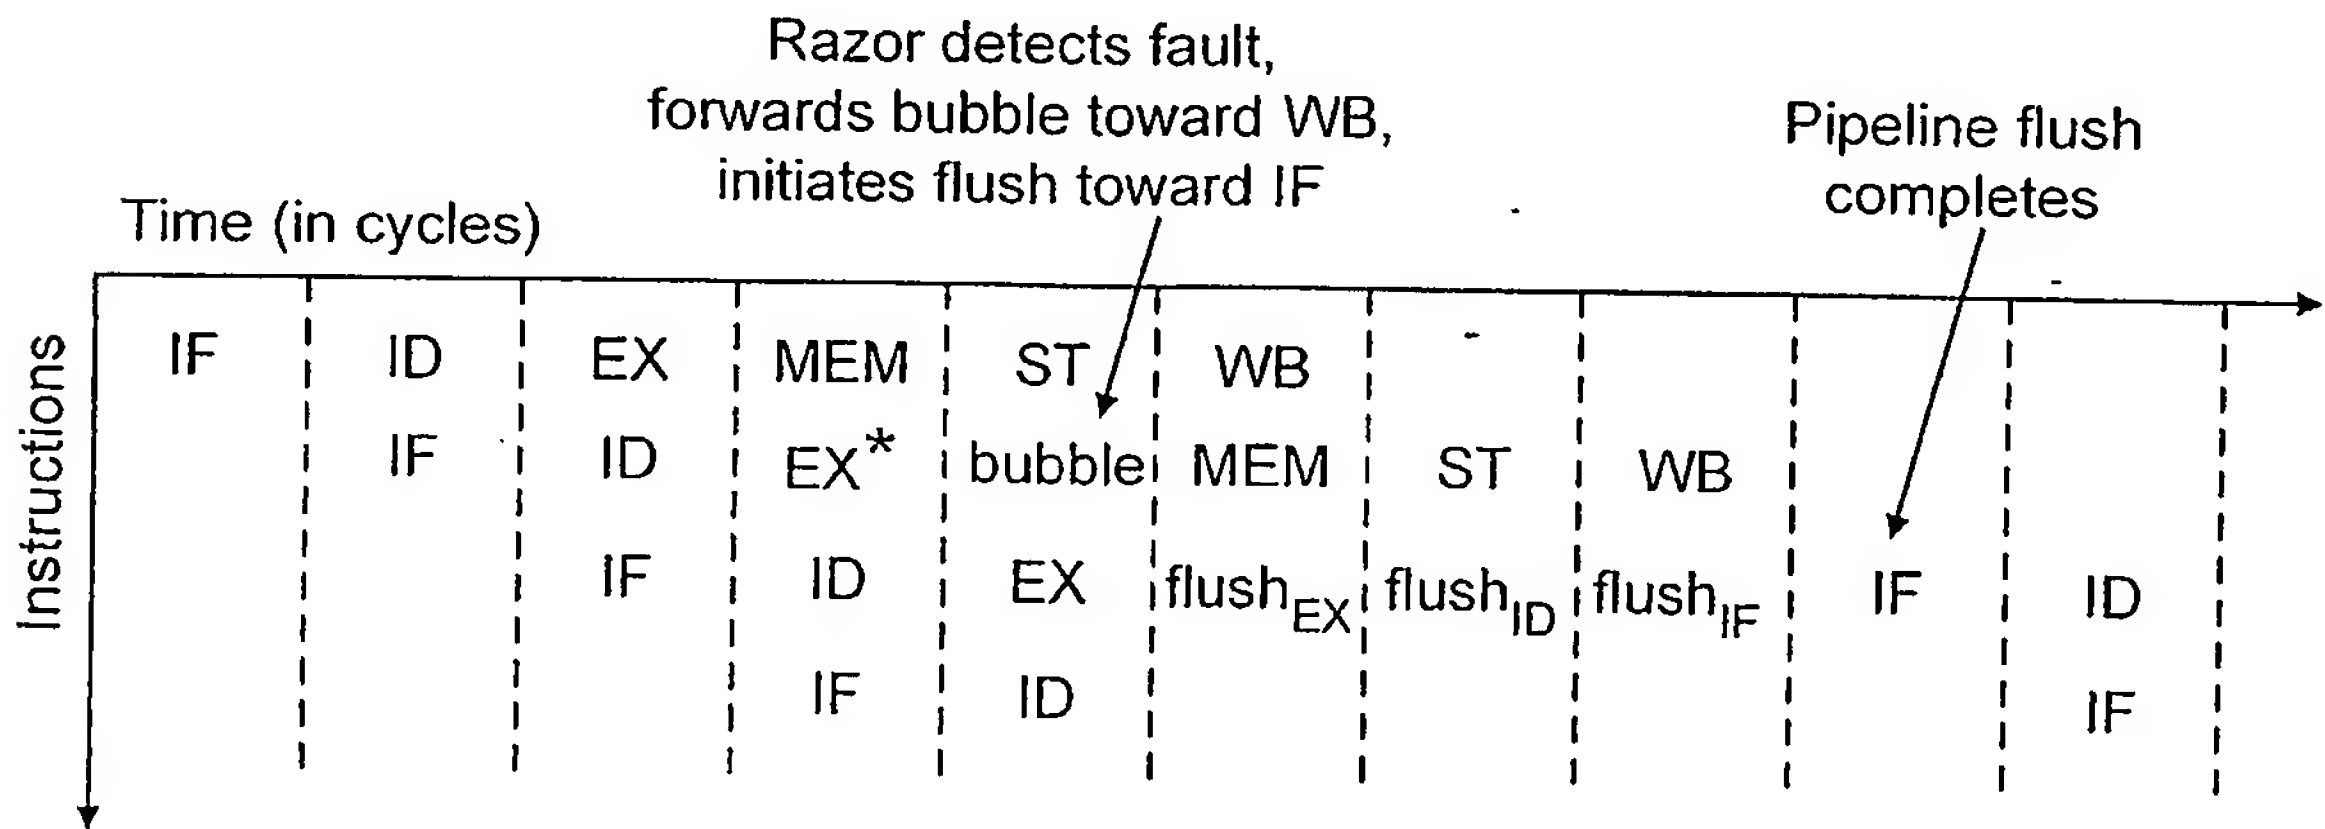 Razor detects fault,
forwards bubble toward WB,
initiates flush toward IF
Pipeline flush
completes
Time (in cycles)
Instructions
IF ID EX MEM ST WB
IF ID EX* bubble MEM ST WB
IF ID EX flushEX flushID flushIF IF ID
IF ID IF